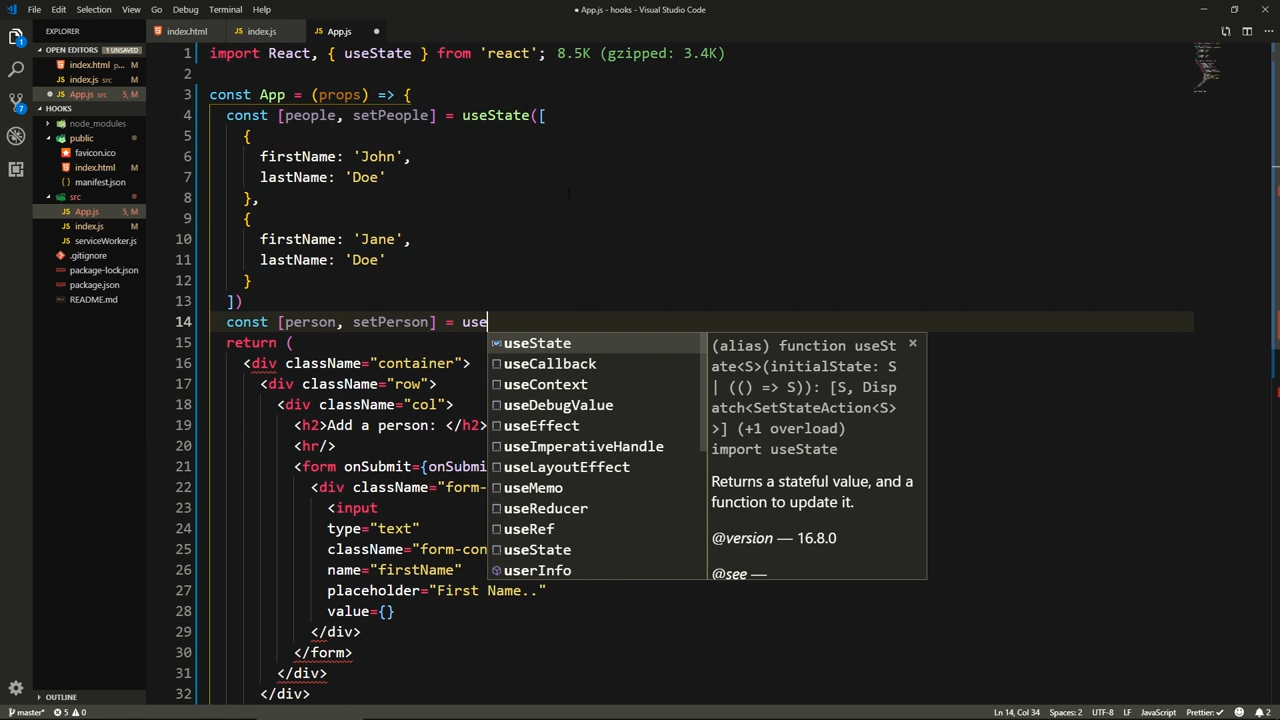 File Edit Selection View Go Debug Terminal Help
● App.js - hooks - Visual Studio Code
EXPLORER
index.html
index.js
App.js
OPEN EDITORS 1 UNSAVED
index.html p... M
index.js src M
App.js src 5, M
HOOKS
node_modules
public
favicon.ico
index.html M
manifest.json
src
App.js 5, M
index.js M
serviceWorker.js
.gitignore
package-lock.json
package.json
README.md
OUTLINE
1 import React, { useState } from 'react'; 8.5K (gzipped: 3.4K)
2
3 const App = (props) => {
4 const [people, setPeople] = useState([
5 {
6 firstName: 'John',
7 lastName: 'Doe'
8 },
9 {
10 firstName: 'Jane',
11 lastName: 'Doe'
12 }
13 ])
14 const [person, setPerson] = use
15 return (
16 <div className="container">
17 <div className="row">
18 <div className="col">
19 <h2>Add a person: </h2>
20 <hr/>
21 <form onSubmit={onSubmi
22 <div className="form-
23 <input
24 type="text"
25 className="form-con
26 name="firstName"
27 placeholder="First Name.."
28 value={}
29 </div>
30 </form>
31 </div>
32 </div>
useState
useCallback
useContext
useDebugValue
useEffect
useImperativeHandle
useLayoutEffect
useMemo
useReducer
useRef
useState
userInfo
(alias) function useSt
ate<S>(initialState: S
| (() => S)): [S, Disp
atch<SetStateAction<S>
>] (+1 overload)
import useState
Returns a stateful value, and a
function to update it.
@version — 16.8.0
@see —
master* 5 0
Ln 14, Col 34 Spaces: 2 UTF-8 LF JavaScript Prettier: ✓ 2
1
7